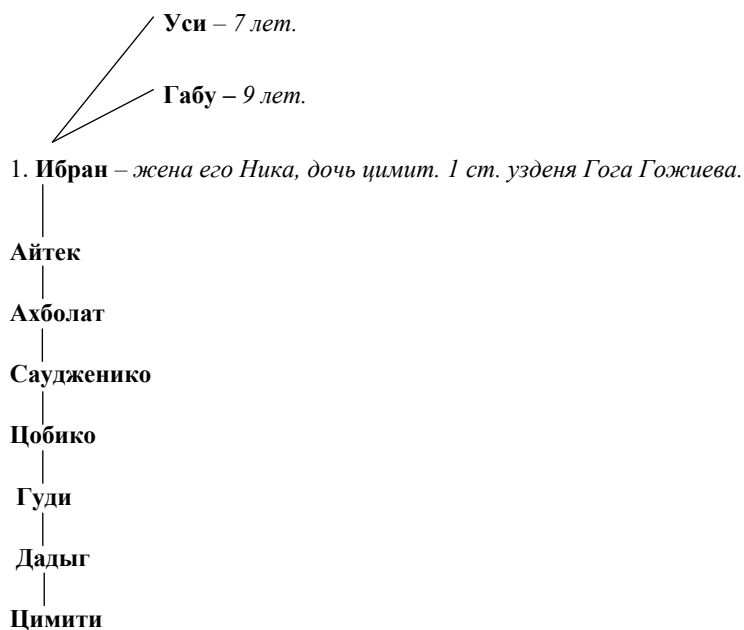 Уси – 7 лет.
Габу – 9 лет.
1. Ибран – жена его Ника, дочь цимит. 1 ст. узденя Гога Гожиева.
Айтек
Ахболат
Саудженико
Цобико
Гуди
Дадыг
Цимити